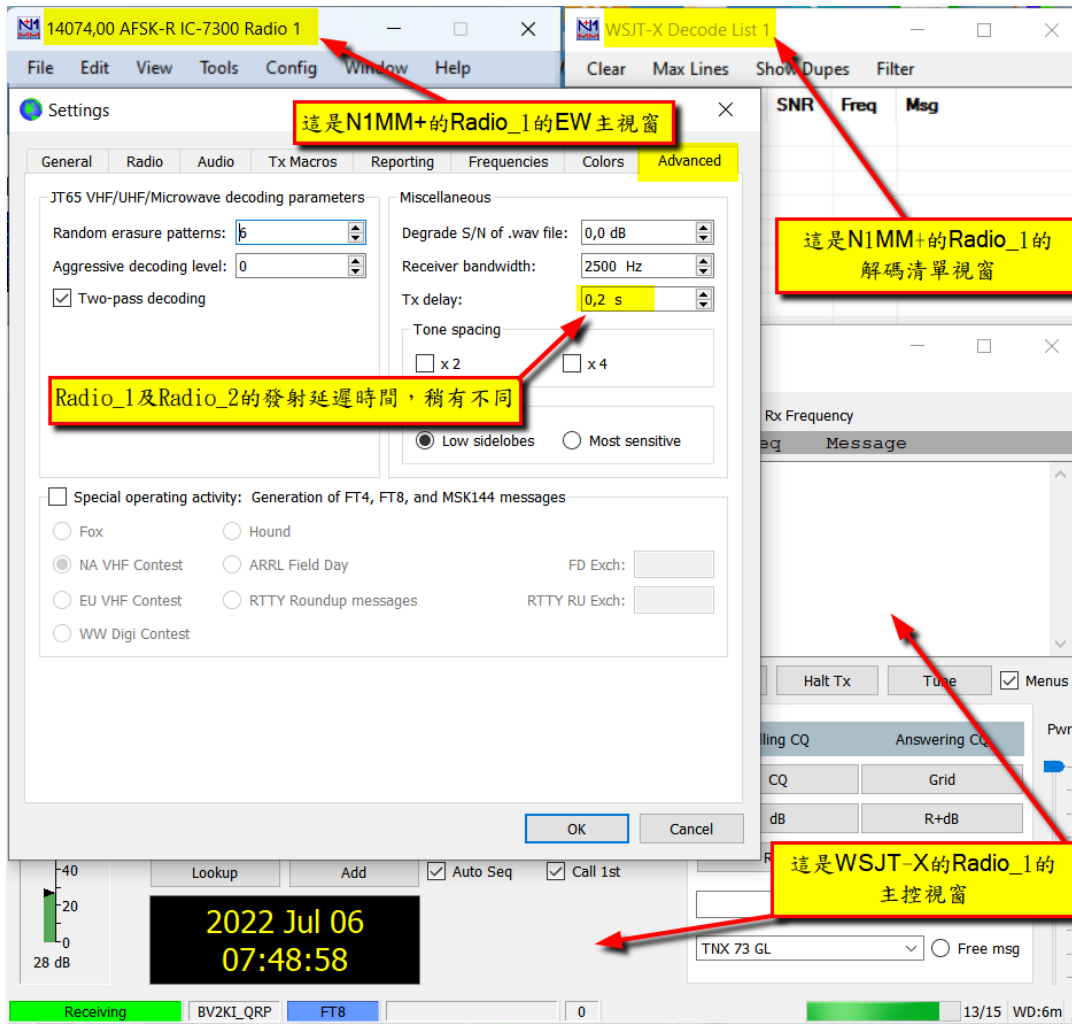 14074,00 AFSK-R IC-7300 Radio 1
WSJT-X Decode List 1
File Edit View Tools Config Window Help
Clear Max Lines Show Dupes Filter
SNR Freq Msg
Settings
這是N1MM+的Radio_1的EW主視窗
General Radio Audio Tx Macros Reporting Frequencies Colors Advanced
JT65 VHF/UHF/Microwave decoding parameters
Miscellaneous
Random erasure patterns: 6
Degrade S/N of .wav file: 0,0 dB
Aggressive decoding level: 0
Receiver bandwidth: 2500 Hz
Two-pass decoding
Tx delay: 0,2 s
這是N1MM+的Radio_1的
解碼清單視窗
Tone spacing
x 2 x 4
Radio_1及Radio_2的發射延遲時間，稍有不同
Low sidelobes Most sensitive
Rx Frequency
eq Message
Special operating activity: Generation of FT4, FT8, and MSK144 messages
Fox Hound
NA VHF Contest ARRL Field Day FD Exch:
EU VHF Contest RTTY Roundup messages RTTY RU Exch:
WW Digi Contest
Halt Tx Tune Menus
lling CQ Answering CQ Pwr
CQ Grid
dB R+dB
OK Cancel
這是WSJT-X的Radio_1的
主控視窗
-40
-20
-0
28 dB
Lookup Add Auto Seq Call 1st
2022 Jul 06
07:48:58
TNX 73 GL Free msg
Receiving BV2KI_QRP FT8 0 13/15 WD:6m